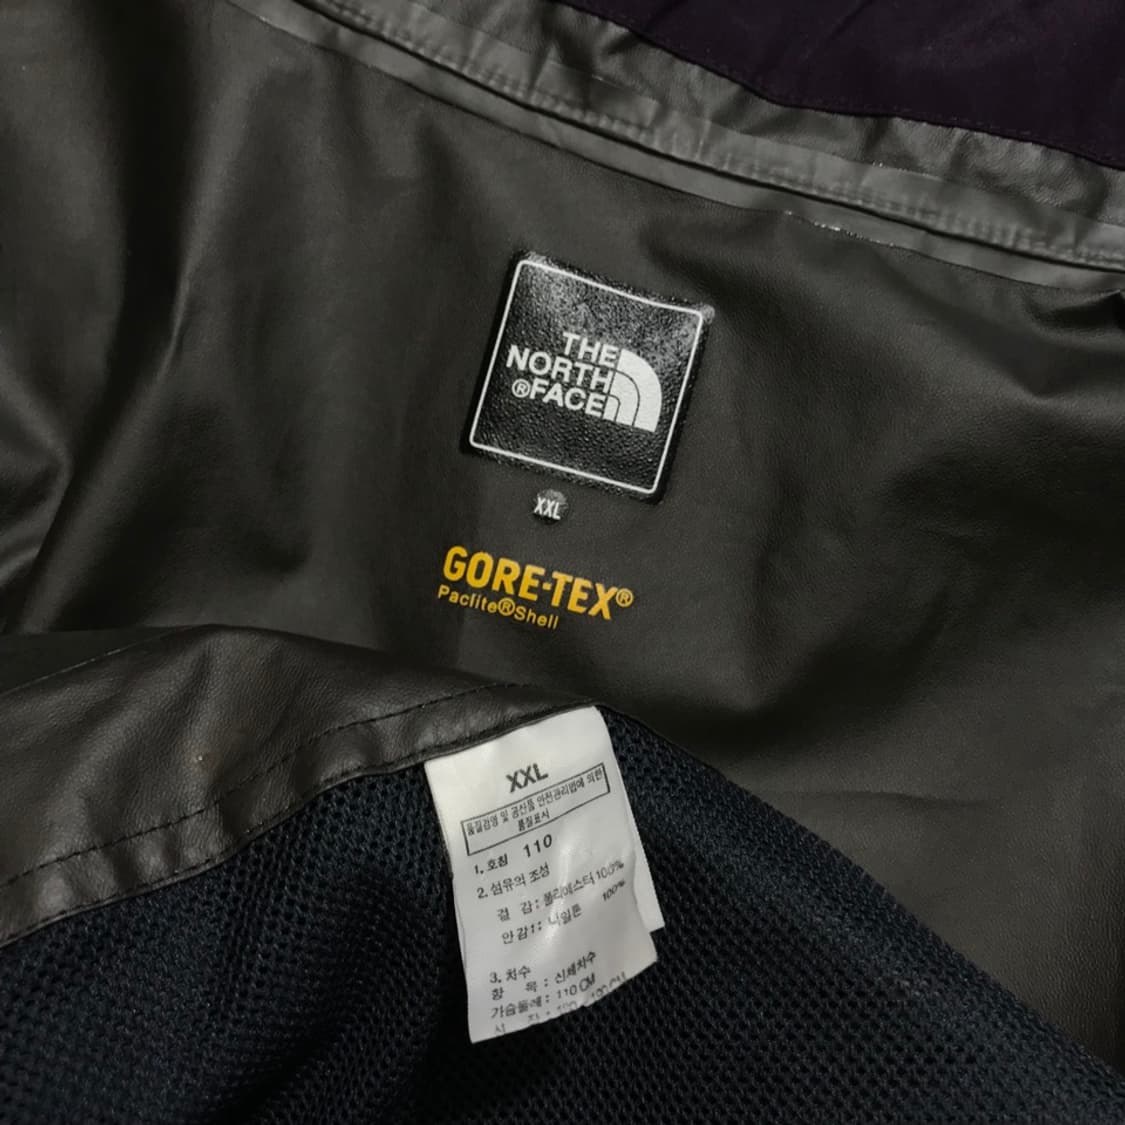 THE
NORTH
®FACE
XXL
GORE-TEX®
Paclite®Shell
XXL
품질경영 및 공산품 안전관리법에 의한
품질표시
1. 호칭 110
2. 섬유의 조성
겉 감: 폴리에스터 100%
안감1: 나일론 100%
3. 치수
항 목 : 신체치수
가슴둘레 : 110 CM